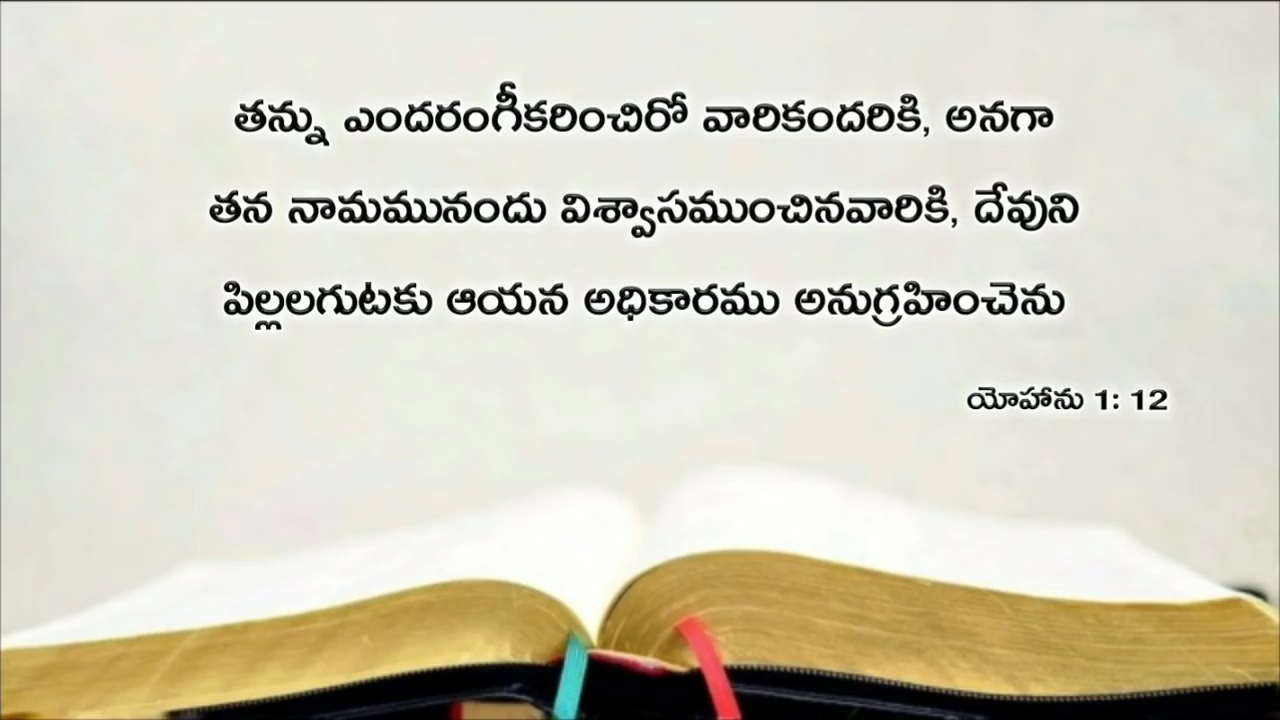 తన్ను ఎందరంగీకరించిరో వారికందరికి, అనగా
తన నామమునందు విశ్వాసముంచినవారికి, దేవుని
పిల్లలగుటకు ఆయన అధికారము అనుగ్రహించెను
యోహాను 1: 12